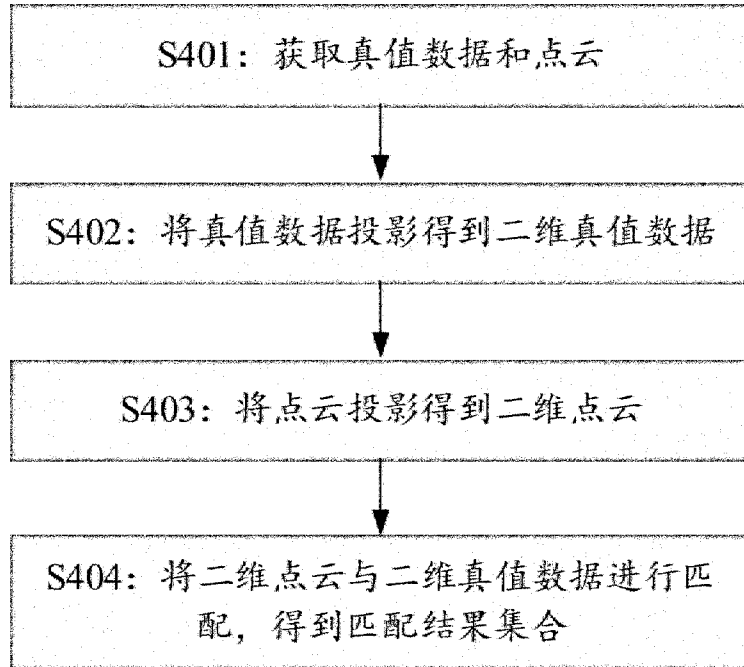 S401：获取真值数据和点云
S402：将真值数据投影得到二维真值数据
S403：将点云投影得到二维点云
S404：将二维点云与二维真值数据进行匹
配，得到匹配结果集合